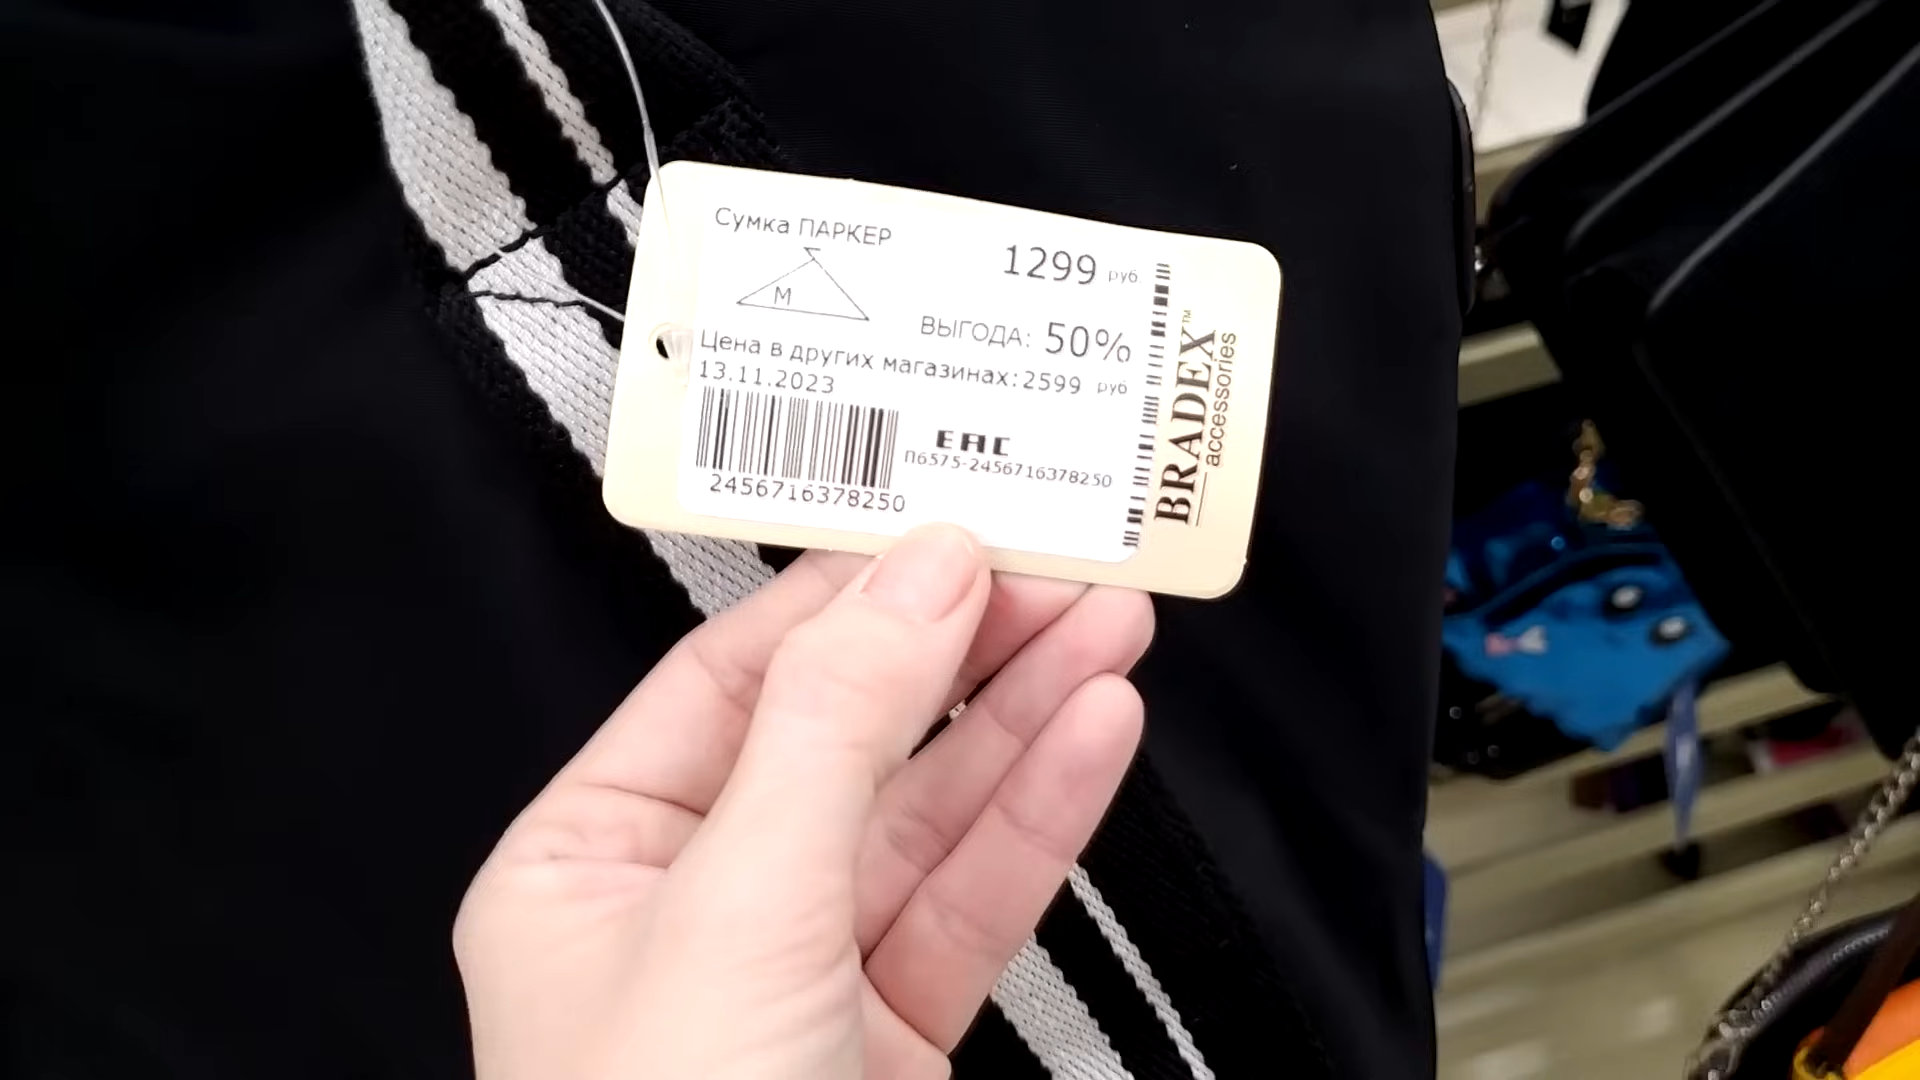 Сумка ПАРКЕР
1299 руб.
М
ВЫГОДА: 50%
Цена в других магазинах:2599 руб
13.11.2023
EAC
П6575-2456716378250
2456716378250
BRADEX™
accessories